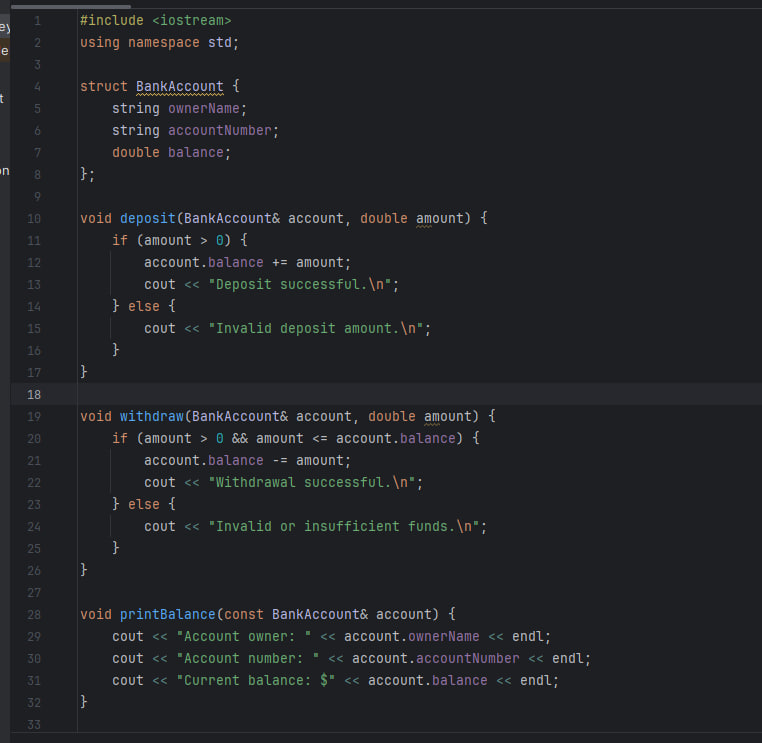 ey
e
t
on
1 #include <iostream>
2 using namespace std;
3
4 struct BankAccount {
5     string ownerName;
6     string accountNumber;
7     double balance;
8 };
9
10 void deposit(BankAccount& account, double amount) {
11     if (amount > 0) {
12         account.balance += amount;
13         cout << "Deposit successful.\n";
14     } else {
15         cout << "Invalid deposit amount.\n";
16     }
17 }
18
19 void withdraw(BankAccount& account, double amount) {
20     if (amount > 0 && amount <= account.balance) {
21         account.balance -= amount;
22         cout << "Withdrawal successful.\n";
23     } else {
24         cout << "Invalid or insufficient funds.\n";
25     }
26 }
27
28 void printBalance(const BankAccount& account) {
29     cout << "Account owner: " << account.ownerName << endl;
30     cout << "Account number: " << account.accountNumber << endl;
31     cout << "Current balance: $" << account.balance << endl;
32 }
33